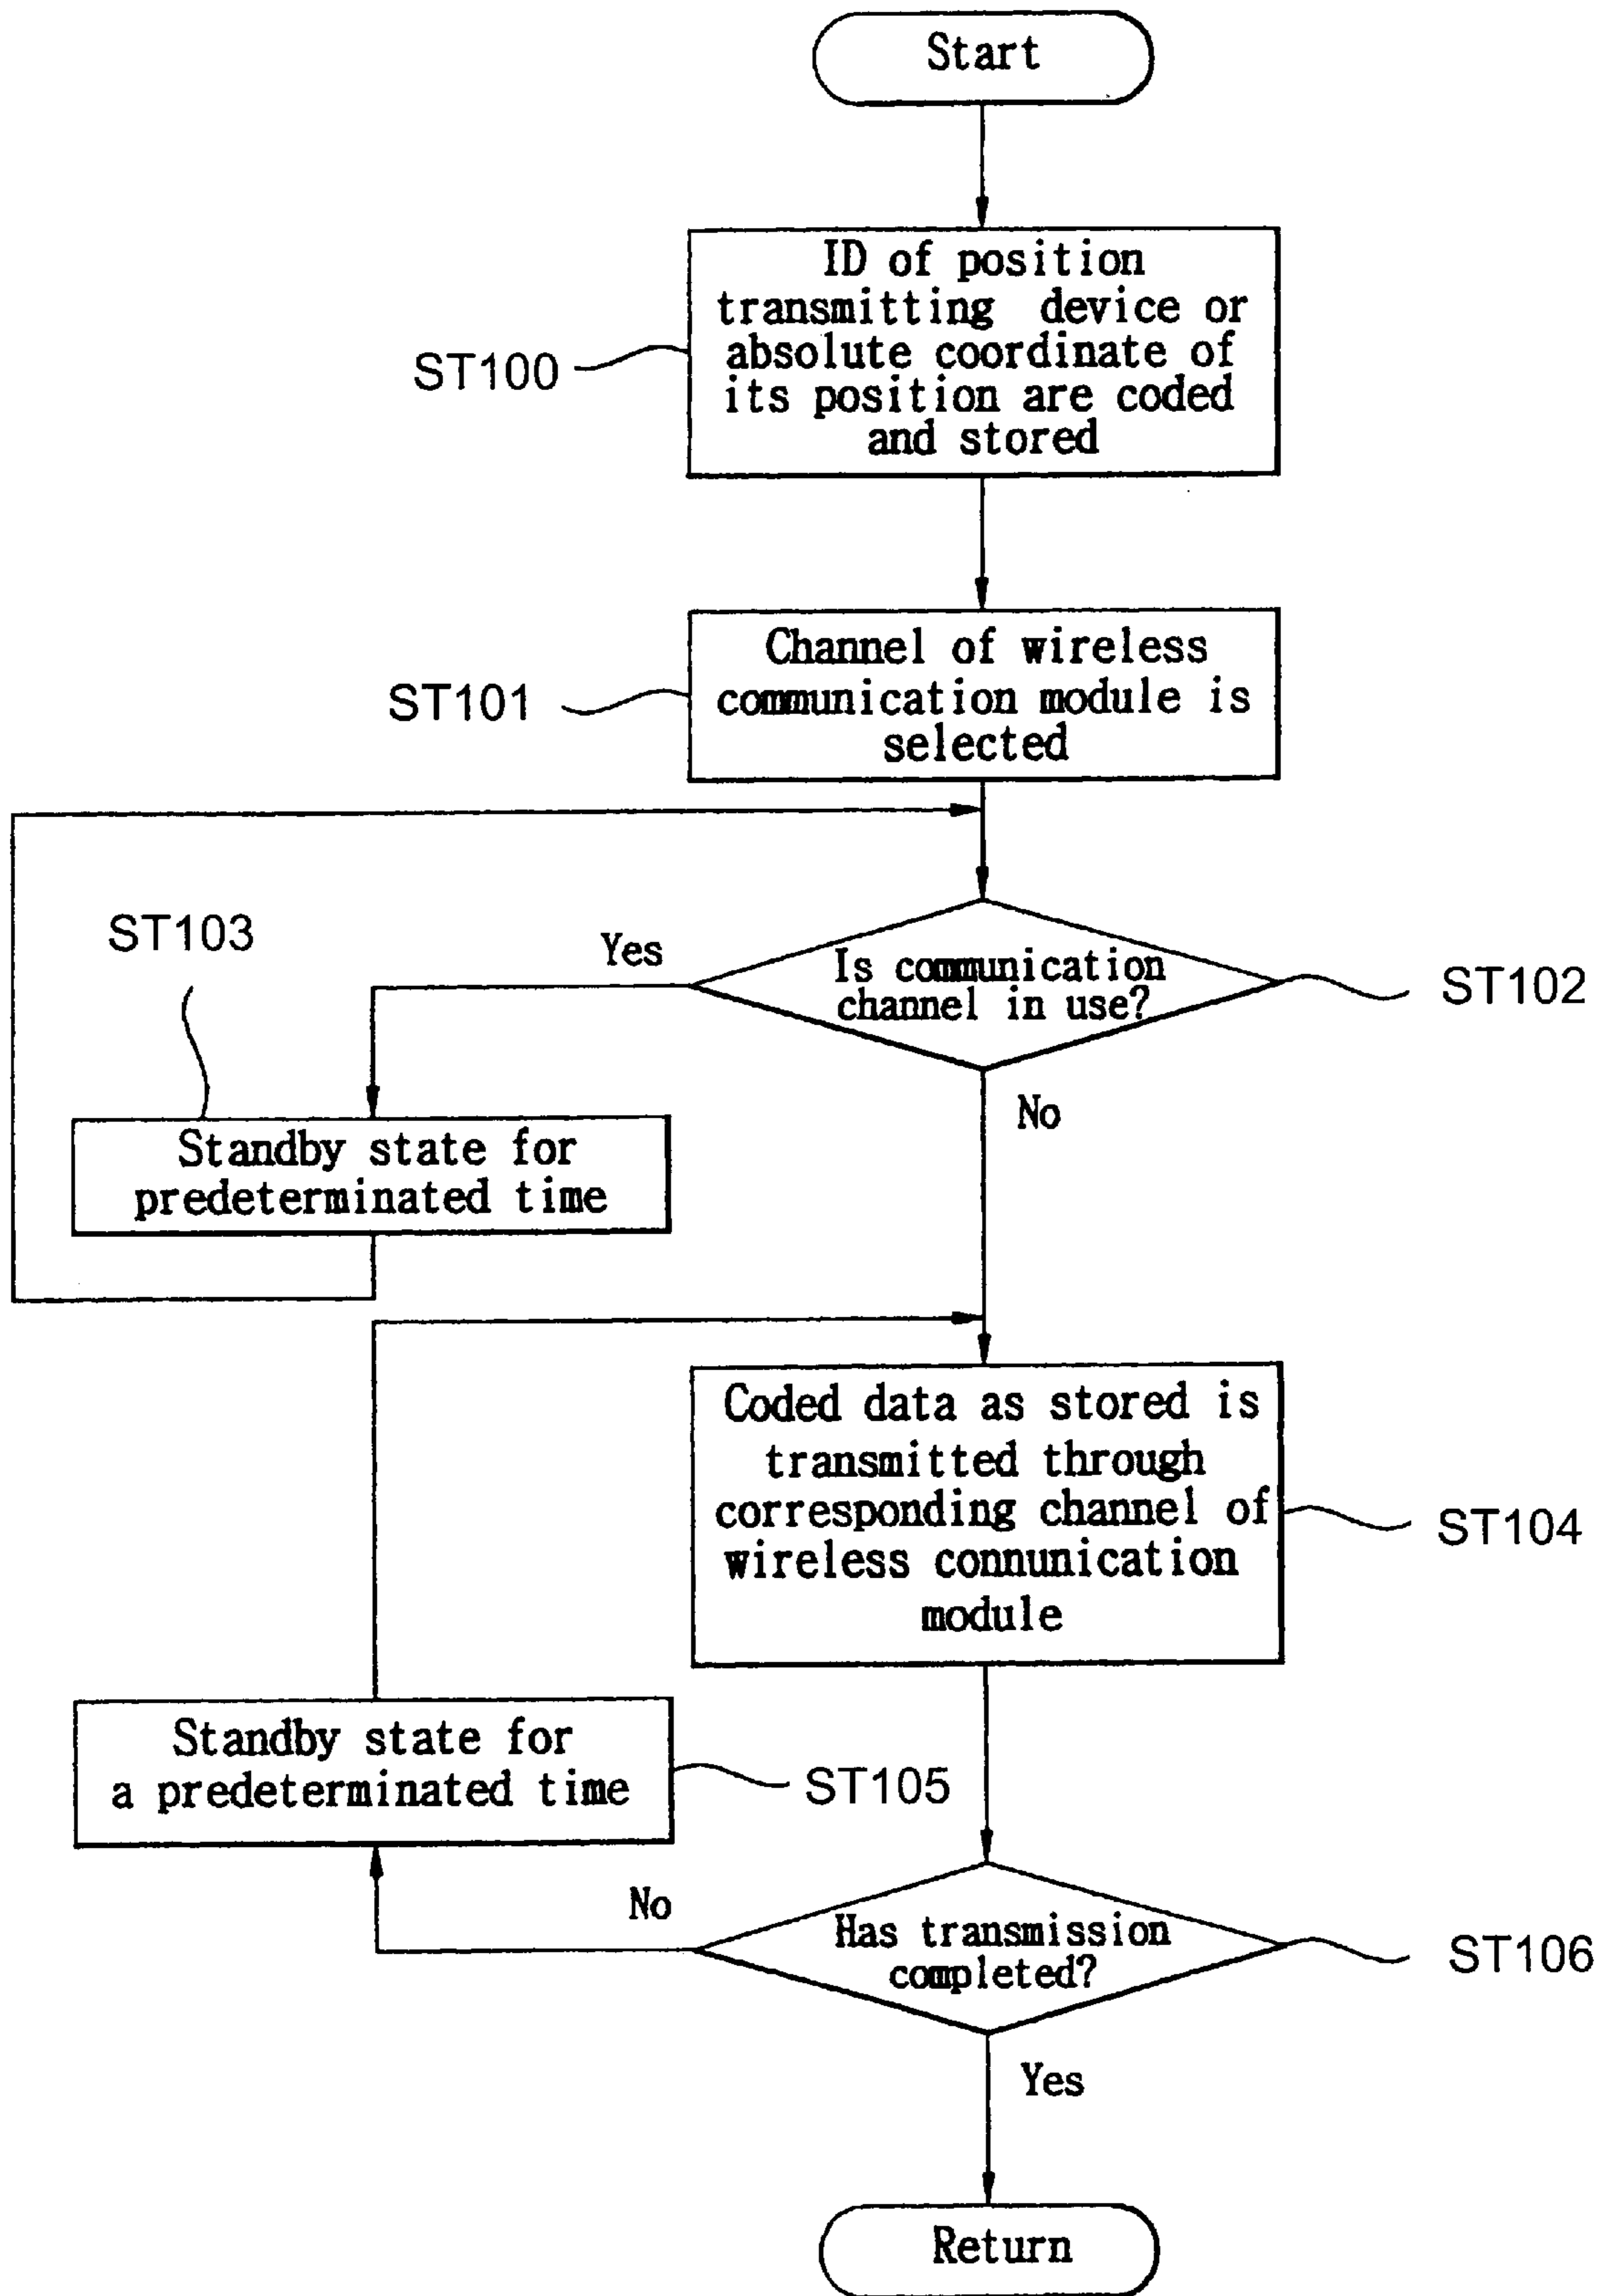 Start
ID of position
transmitting device or
absolute coordinate of
its position are coded
and stored
ST100
Channel of wireless
communication module is
selected
ST101
ST103
Yes
Is communication
channel in use?
ST102
No
Standby state for
predeterminated time
Coded data as stored is
transmitted through
corresponding channel of
wireless connunication
module
ST104
Standby state for
a predeterminated time
ST105
No
Has transmission
completed?
ST106
Yes
Return